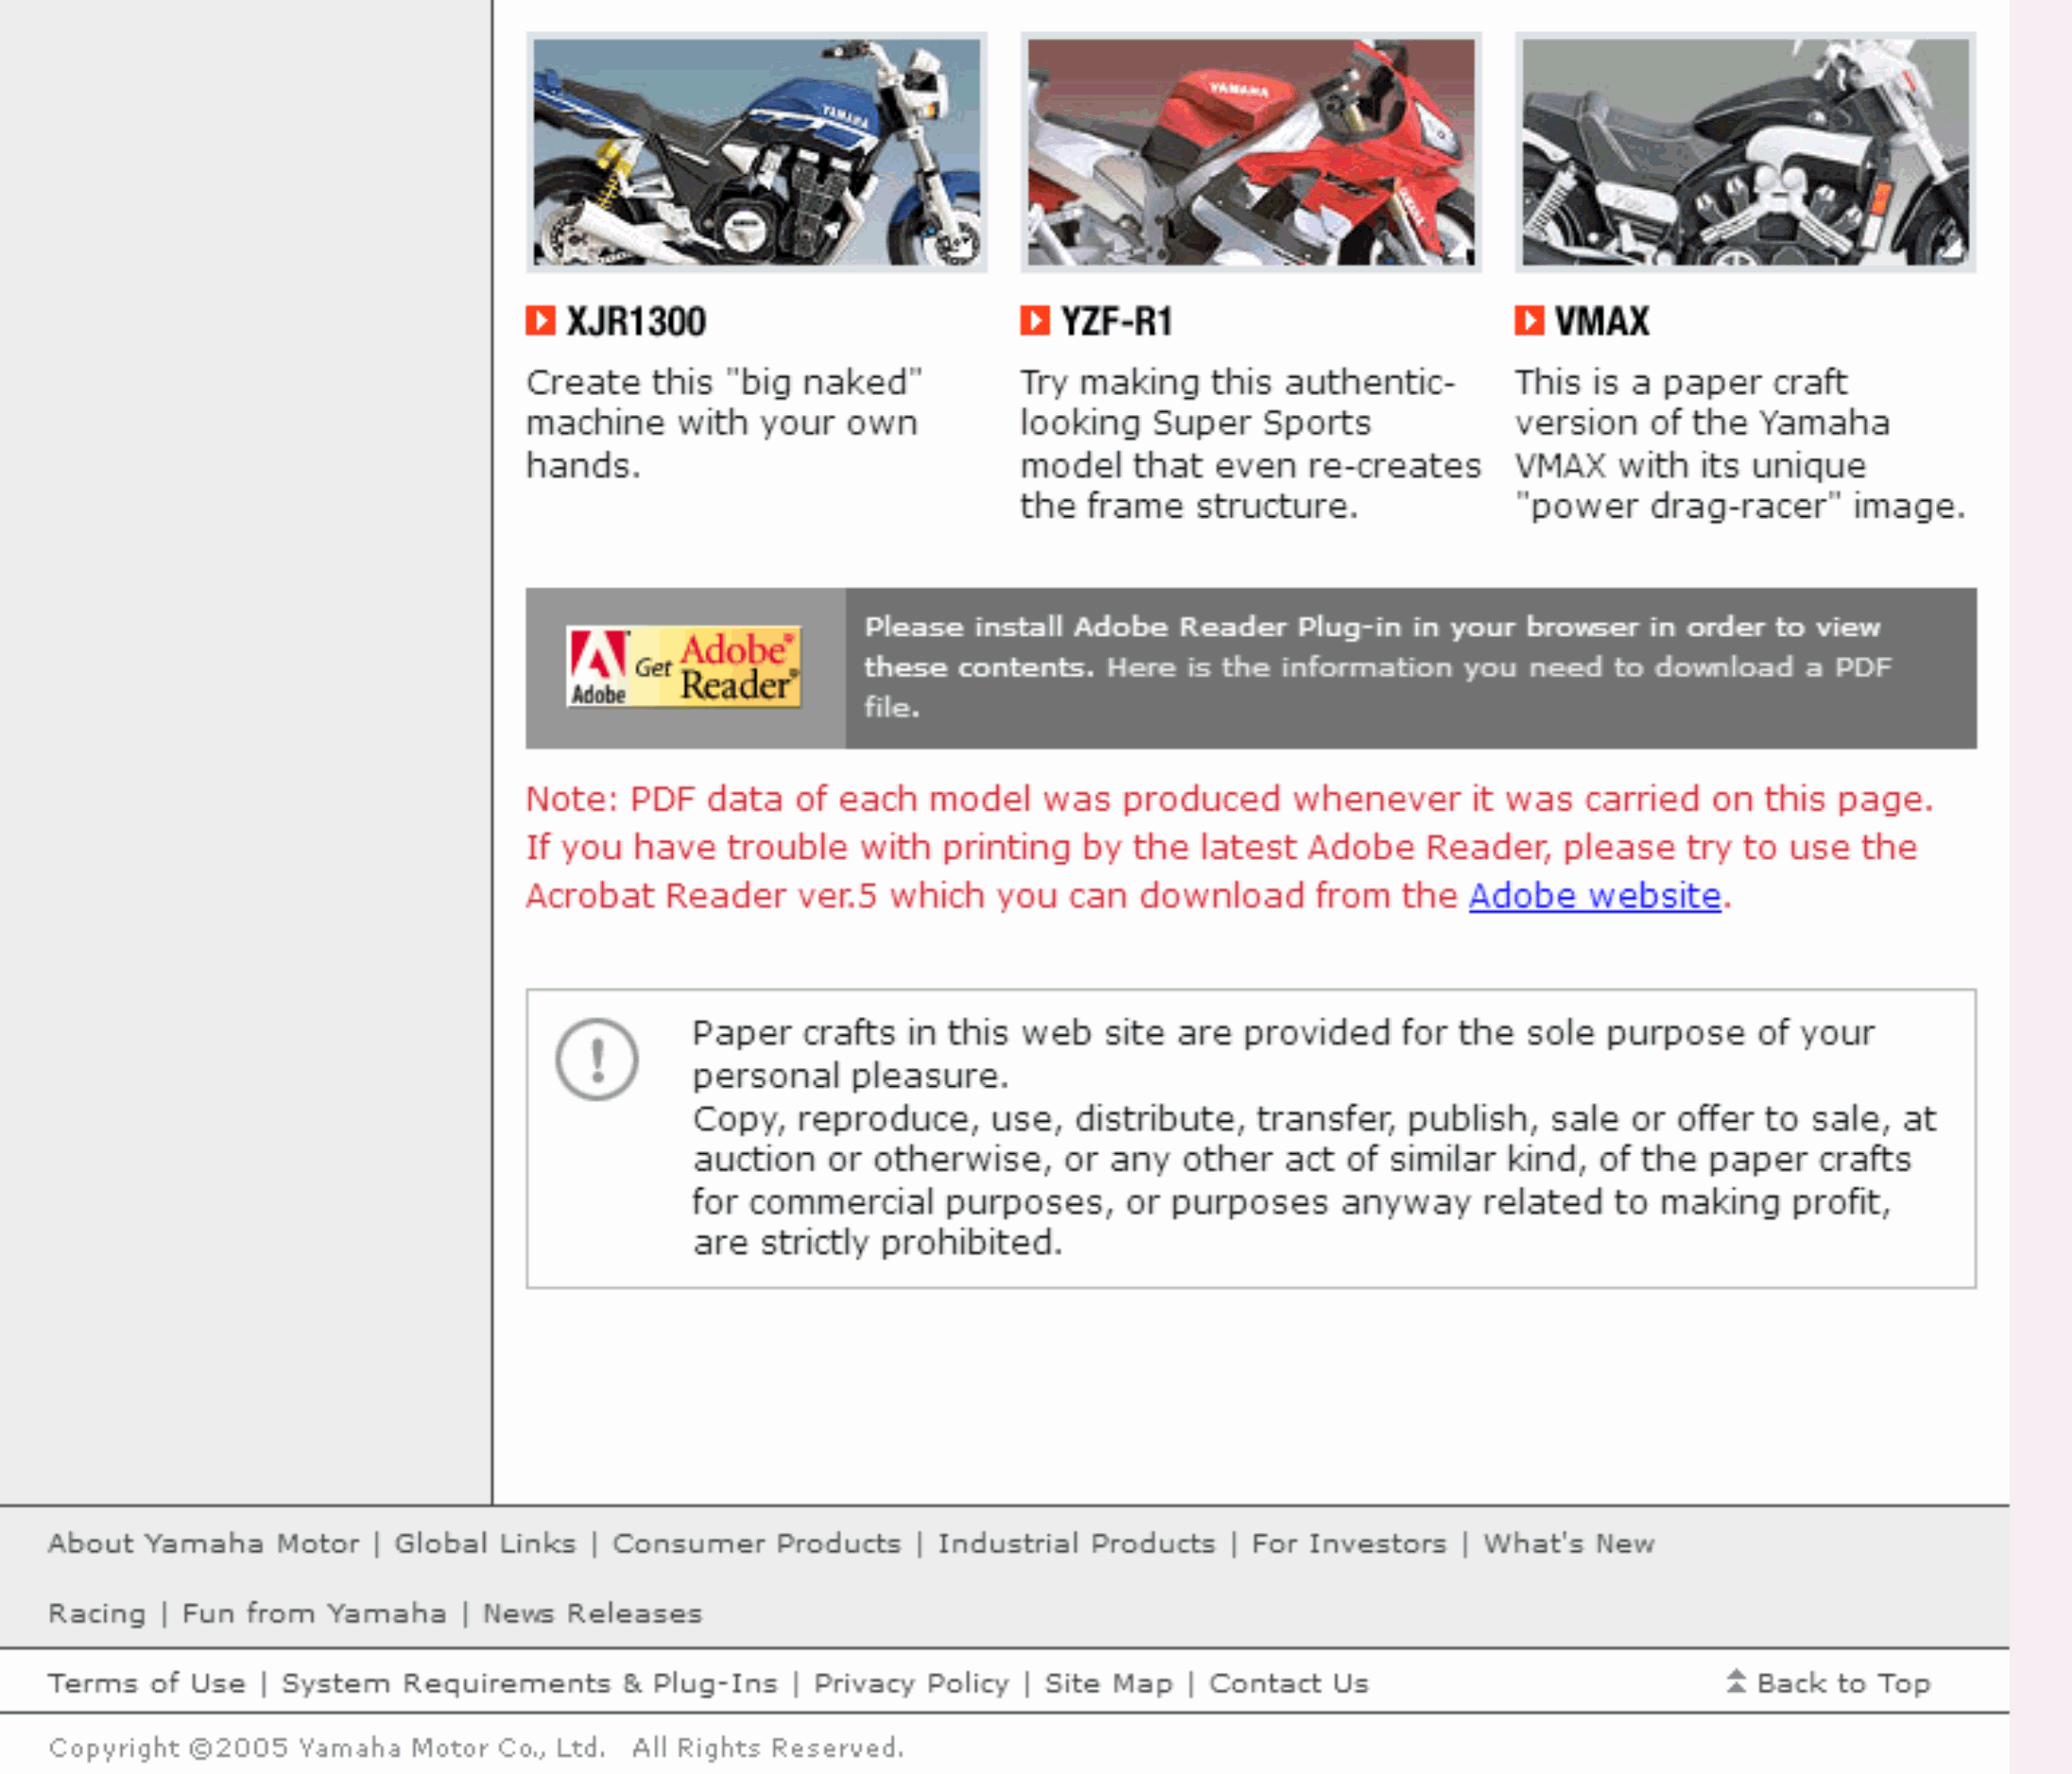 YAMAHA
YAMAHA
XJR1300
Create this "big naked"
machine with your own
hands.
YZF-R1
Try making this authentic-
looking Super Sports
model that even re-creates
the frame structure.
VMAX
This is a paper craft
version of the Yamaha
VMAX with its unique
"power drag-racer" image.
Adobe
Get Adobe®
Reader®
Please install Adobe Reader Plug-in in your browser in order to view
these contents. Here is the information you need to download a PDF
file.
Note: PDF data of each model was produced whenever it was carried on this page.
If you have trouble with printing by the latest Adobe Reader, please try to use the
Acrobat Reader ver.5 which you can download from the Adobe website.
Paper crafts in this web site are provided for the sole purpose of your
personal pleasure.
Copy, reproduce, use, distribute, transfer, publish, sale or offer to sale, at
auction or otherwise, or any other act of similar kind, of the paper crafts
for commercial purposes, or purposes anyway related to making profit,
are strictly prohibited.
About Yamaha Motor | Global Links | Consumer Products | Industrial Products | For Investors | What's New
Racing | Fun from Yamaha | News Releases
Terms of Use | System Requirements & Plug-Ins | Privacy Policy | Site Map | Contact Us
Back to Top
Copyright ©2005 Yamaha Motor Co., Ltd. All Rights Reserved.